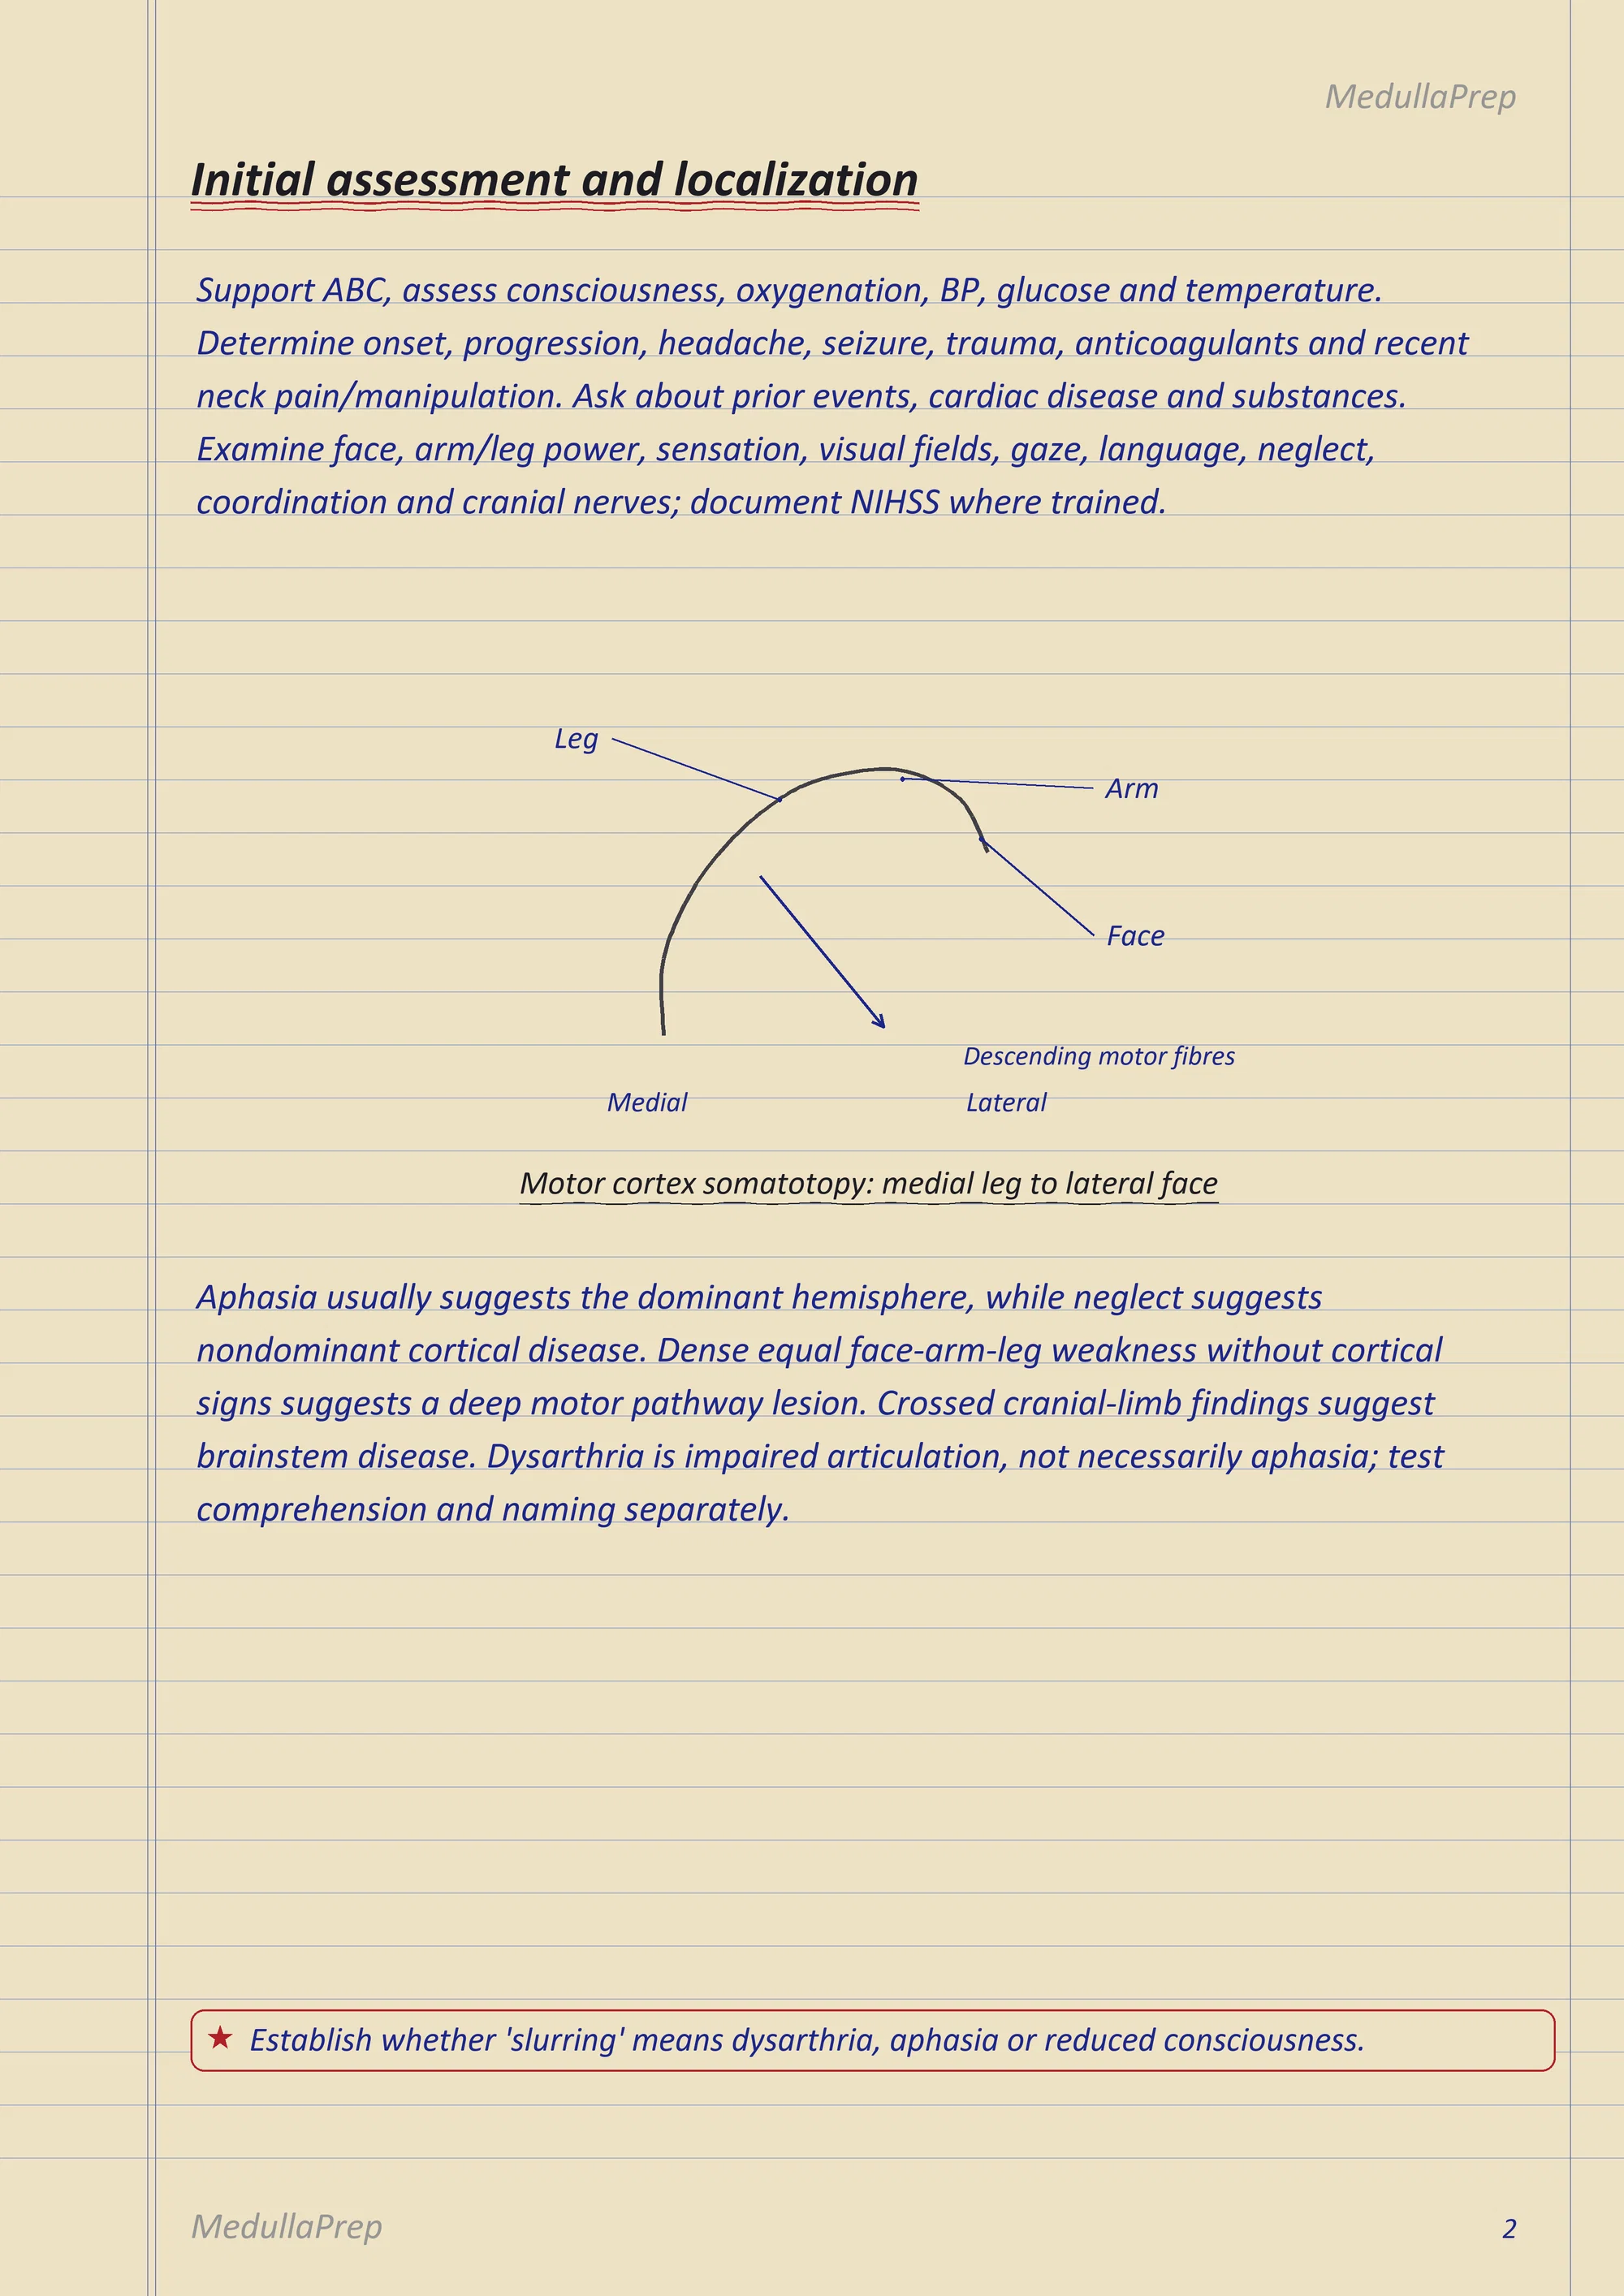 MedullaPrep
Initial assessment and localization
Support ABC, assess consciousness, oxygenation, BP, glucose and temperature.
Determine onset, progression, headache, seizure, trauma, anticoagulants and recent
neck pain/manipulation. Ask about prior events, cardiac disease and substances.
Examine face, arm/leg power, sensation, visual fields, gaze, language, neglect,
coordination and cranial nerves; document NIHSS where trained.
Leg
Arm
Face
Descending motor fibres
Medial
Lateral
Motor cortex somatotopy: medial leg to lateral face
Aphasia usually suggests the dominant hemisphere, while neglect suggests
nondominant cortical disease. Dense equal face-arm-leg weakness without cortical
signs suggests a deep motor pathway lesion. Crossed cranial-limb findings suggest
brainstem disease. Dysarthria is impaired articulation, not necessarily aphasia; test
comprehension and naming separately.
★ Establish whether 'slurring' means dysarthria, aphasia or reduced consciousness.
MedullaPrep
2